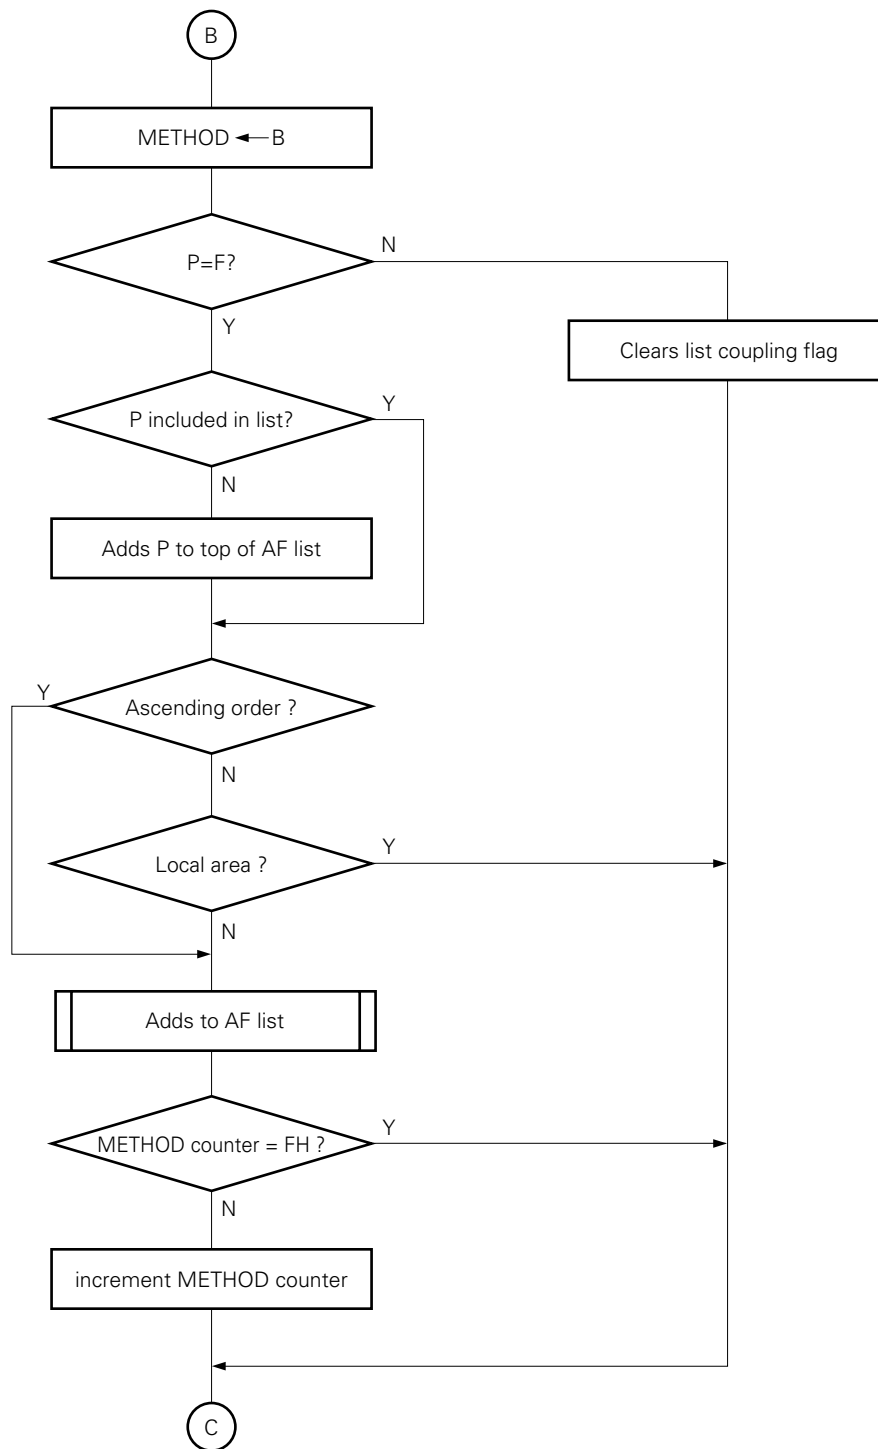 B
METHOD ← B
P=F?
N
Y
Clears list coupling flag
P included in list?
Y
N
Adds P to top of AF list
Y
Ascending order ?
N
Local area ?
Y
N
Adds to AF list
METHOD counter = FH ?
Y
N
increment METHOD counter
C